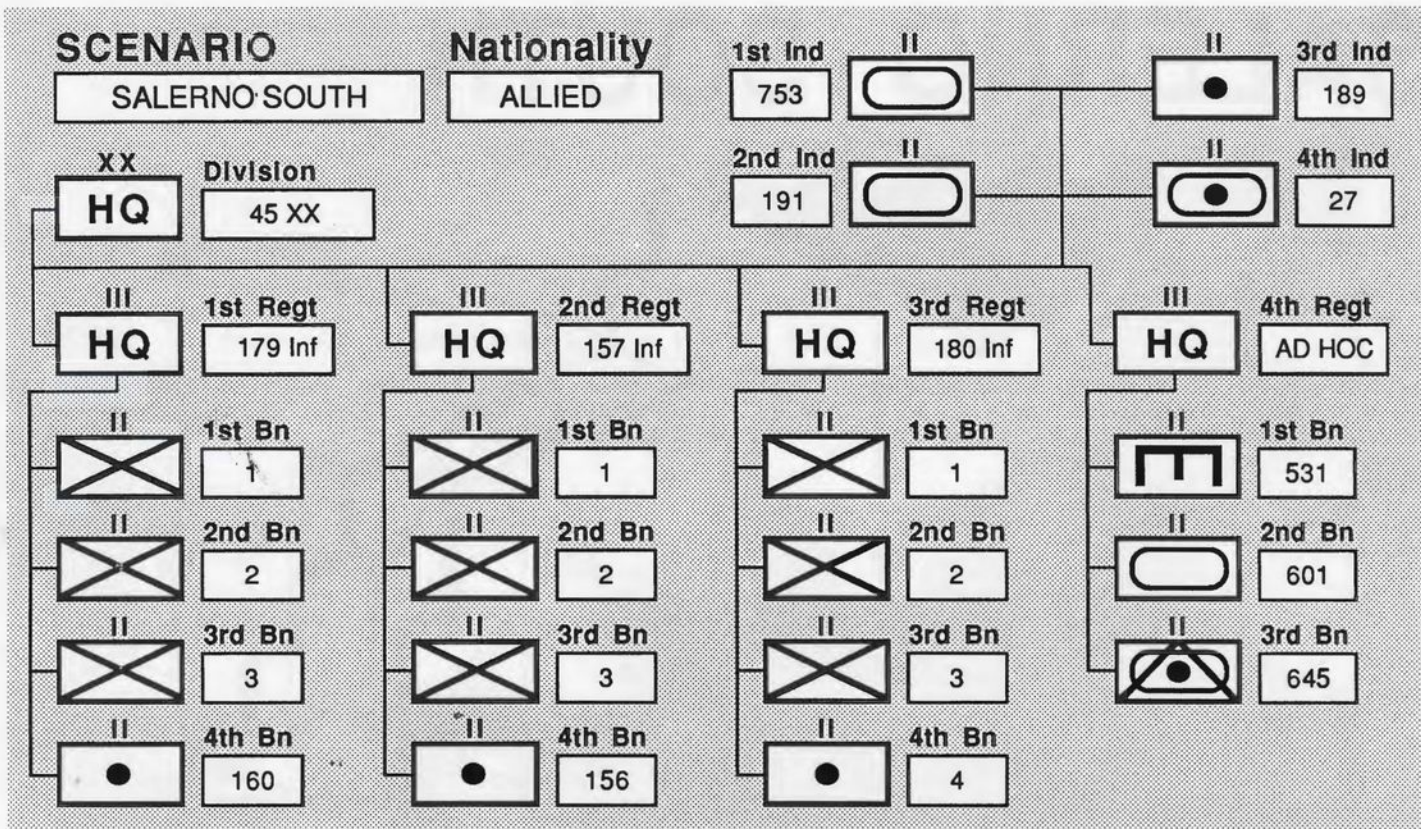 SCENARIO Nationality
SALERNO SOUTH ALLIED
1st Ind II II 3rd Ind
753 189
2nd Ind II II 4th Ind
191 27
XX Division
HQ 45 XX
III 1st Regt III 2nd Regt III 3rd Regt III 4th Regt
HQ 179 Inf HQ 157 Inf HQ 180 Inf HQ AD HOC
II 1st Bn II 1st Bn II 1st Bn II 1st Bn
1 1 1 E 531
II 2nd Bn II 2nd Bn II 2nd Bn II 2nd Bn
2 2 2 601
II 3rd Bn II 3rd Bn II 3rd Bn II 3rd Bn
3 3 3 645
II 4th Bn II 4th Bn II 4th Bn
160 156 4